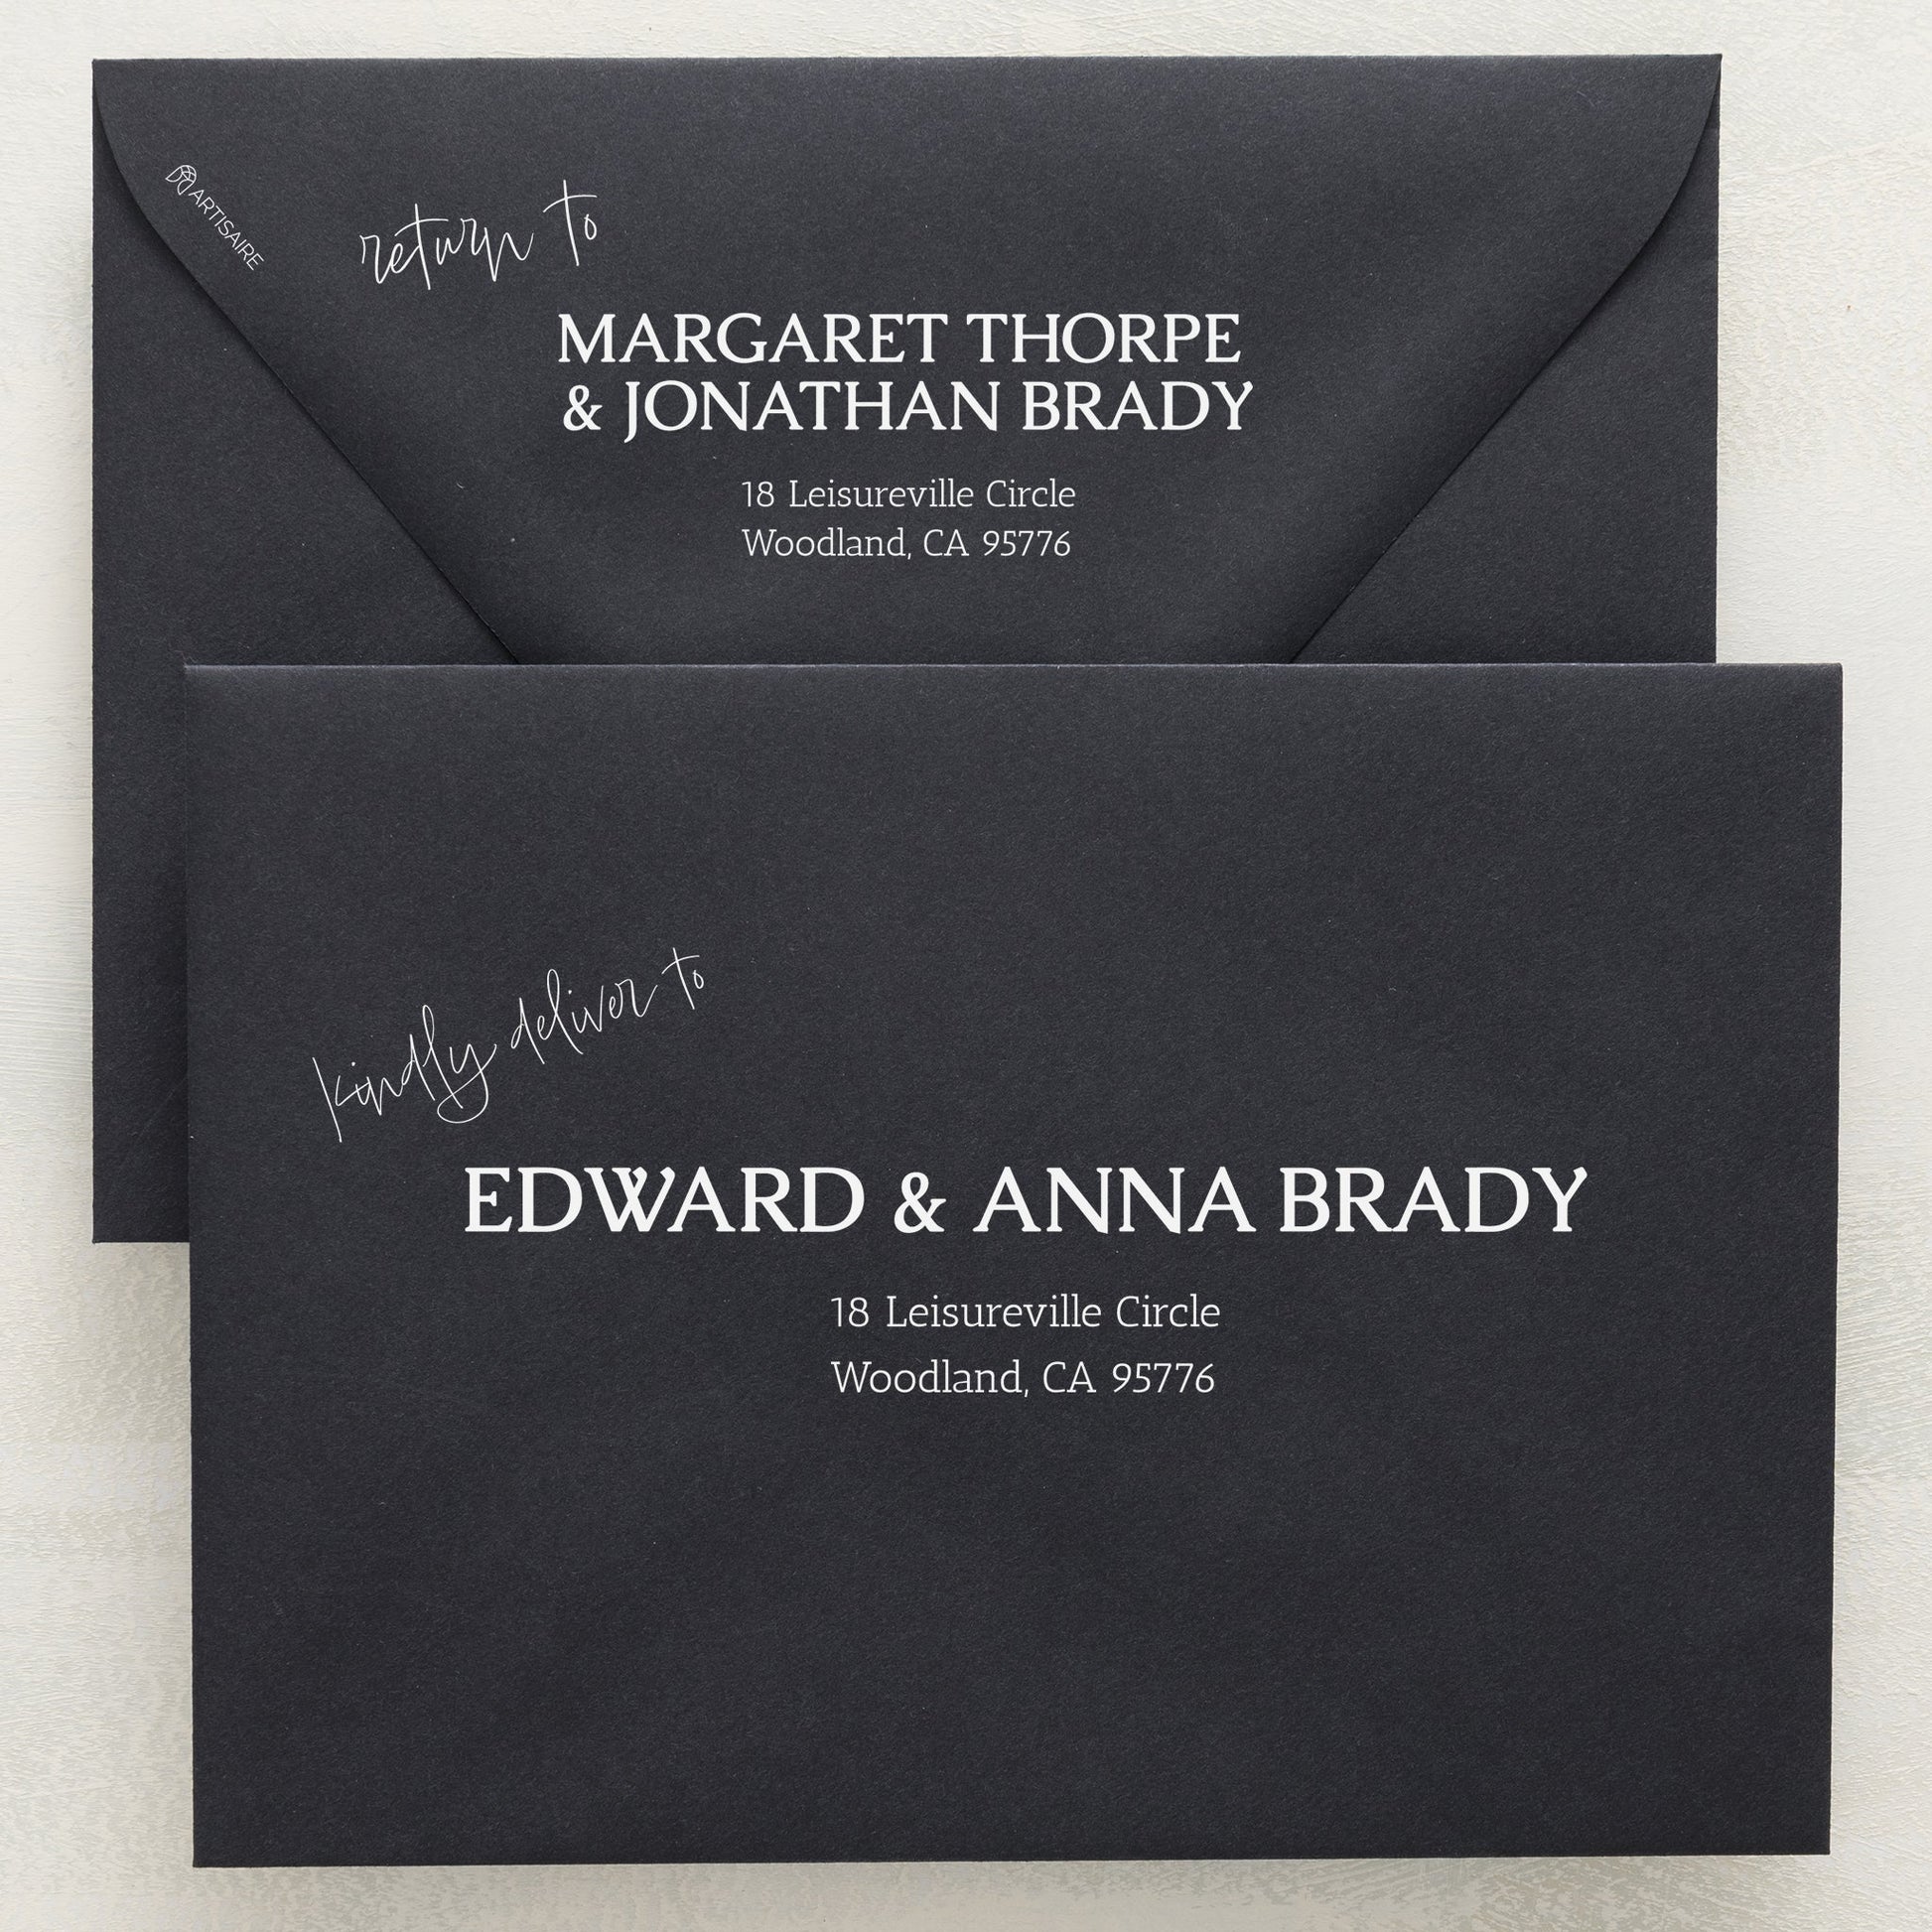 ARTISAIRE
return to
MARGARET THORPE
& JONATHAN BRADY
18 Leisureville Circle
Woodland, CA 95776
kindly deliver to
EDWARD & ANNA BRADY
18 Leisureville Circle
Woodland, CA 95776